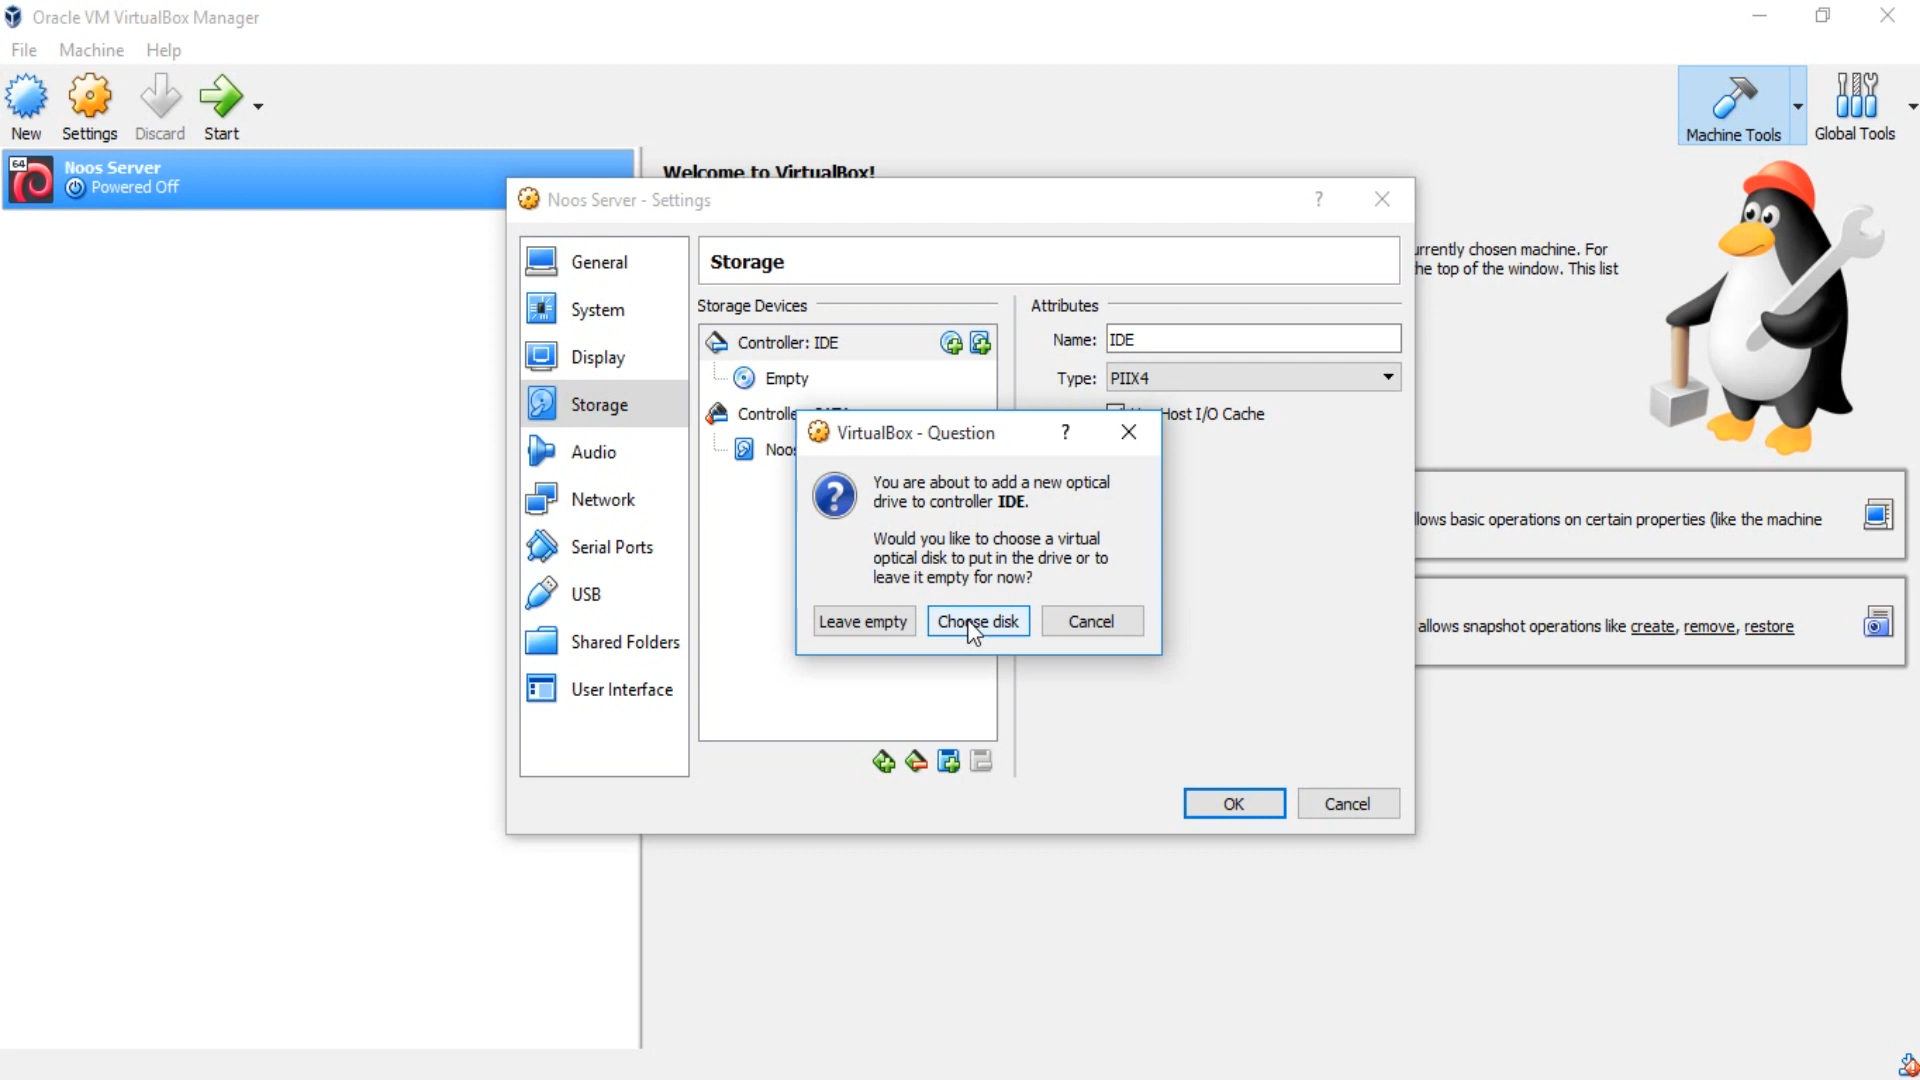 Oracle VM VirtualBox Manager
File Machine Help
New Settings Discard Start
Machine Tools Global Tools
64
Noos Server
Powered Off
Welcome to VirtualBox!
urrently chosen machine. For
he top of the window. This list
lows basic operations on certain properties (like the machine
allows snapshot operations like create, remove, restore
Noos Server - Settings
?
General
System
Display
Storage
Audio
Network
Serial Ports
USB
Shared Folders
User Interface
Storage
Storage Devices
Controller: IDE
Empty
Controlle
Noos
Attributes
Name: IDE
Type: PIIX4
Host I/O Cache
VirtualBox - Question
?
You are about to add a new optical
drive to controller IDE.
Would you like to choose a virtual
optical disk to put in the drive or to
leave it empty for now?
Leave empty Choose disk Cancel
OK Cancel